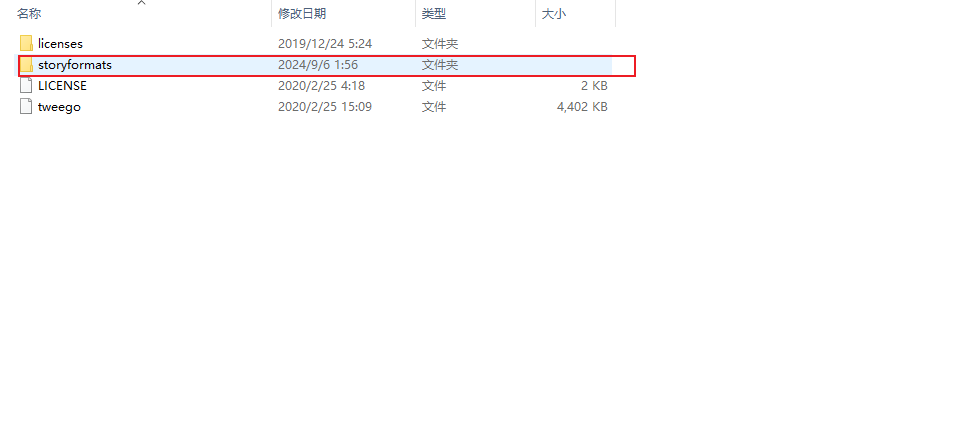 名称 修改日期 类型 大小
licenses 2019/12/24 5:24 文件夹
storyformats 2024/9/6 1:56 文件夹
LICENSE 2020/2/25 4:18 文件 2 KB
tweego 2020/2/25 15:09 文件 4,402 KB